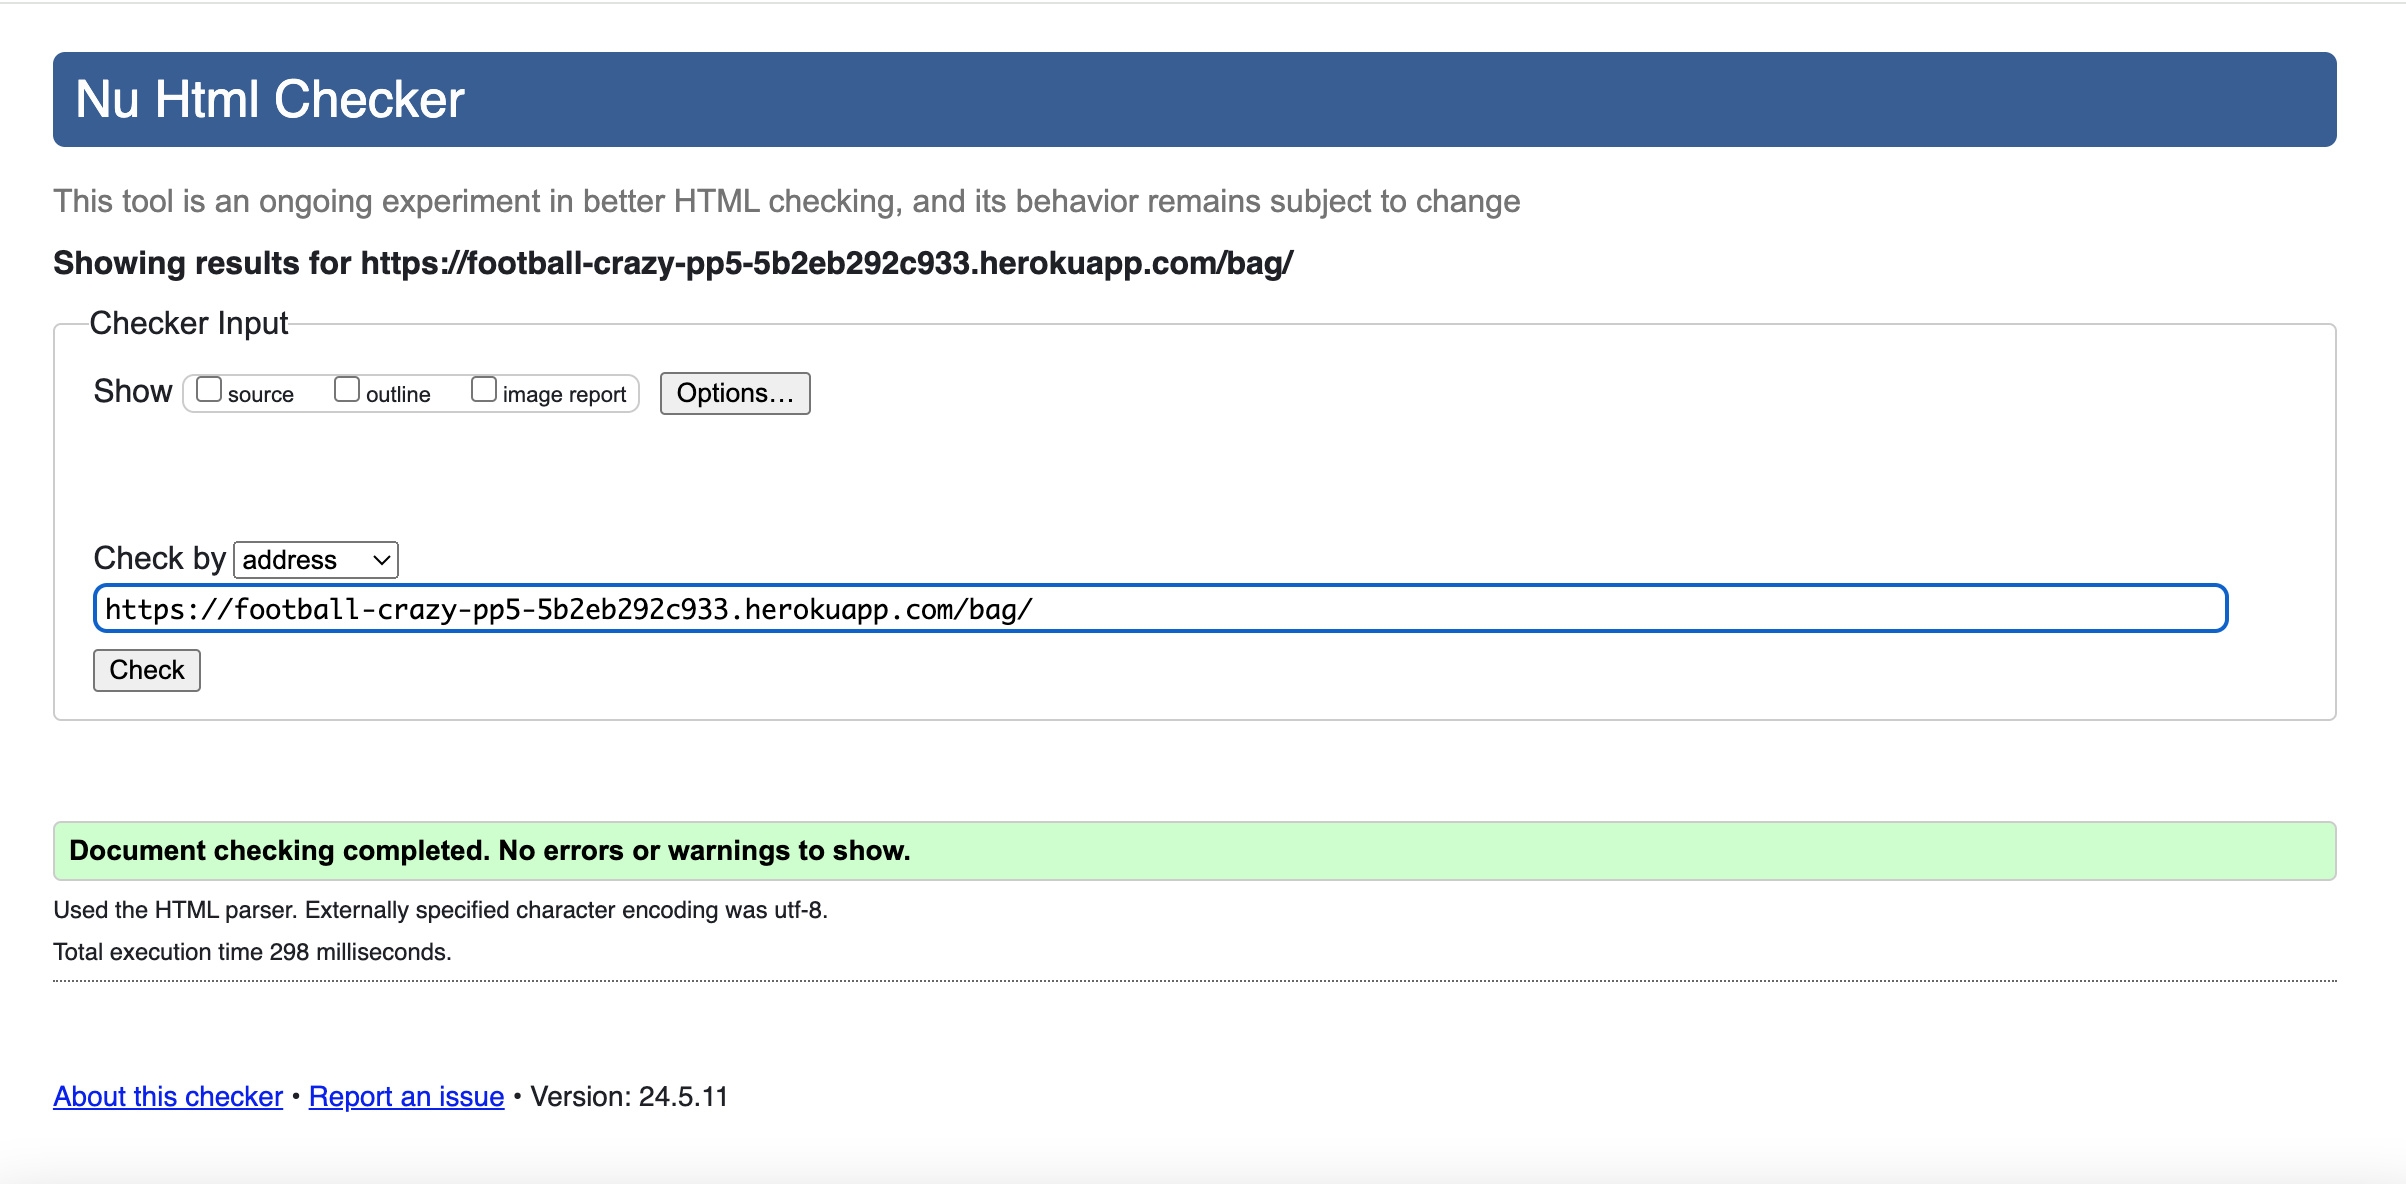 Nu Html Checker
This tool is an ongoing experiment in better HTML checking, and its behavior remains subject to change
Showing results for https://football-crazy-pp5-5b2eb292c933.herokuapp.com/bag/
Checker Input
Show source outline image report Options...
Check by address
https://football-crazy-pp5-5b2eb292c933.herokuapp.com/bag/
Check
Document checking completed. No errors or warnings to show.
Used the HTML parser. Externally specified character encoding was utf-8.
Total execution time 298 milliseconds.
About this checker • Report an issue • Version: 24.5.11